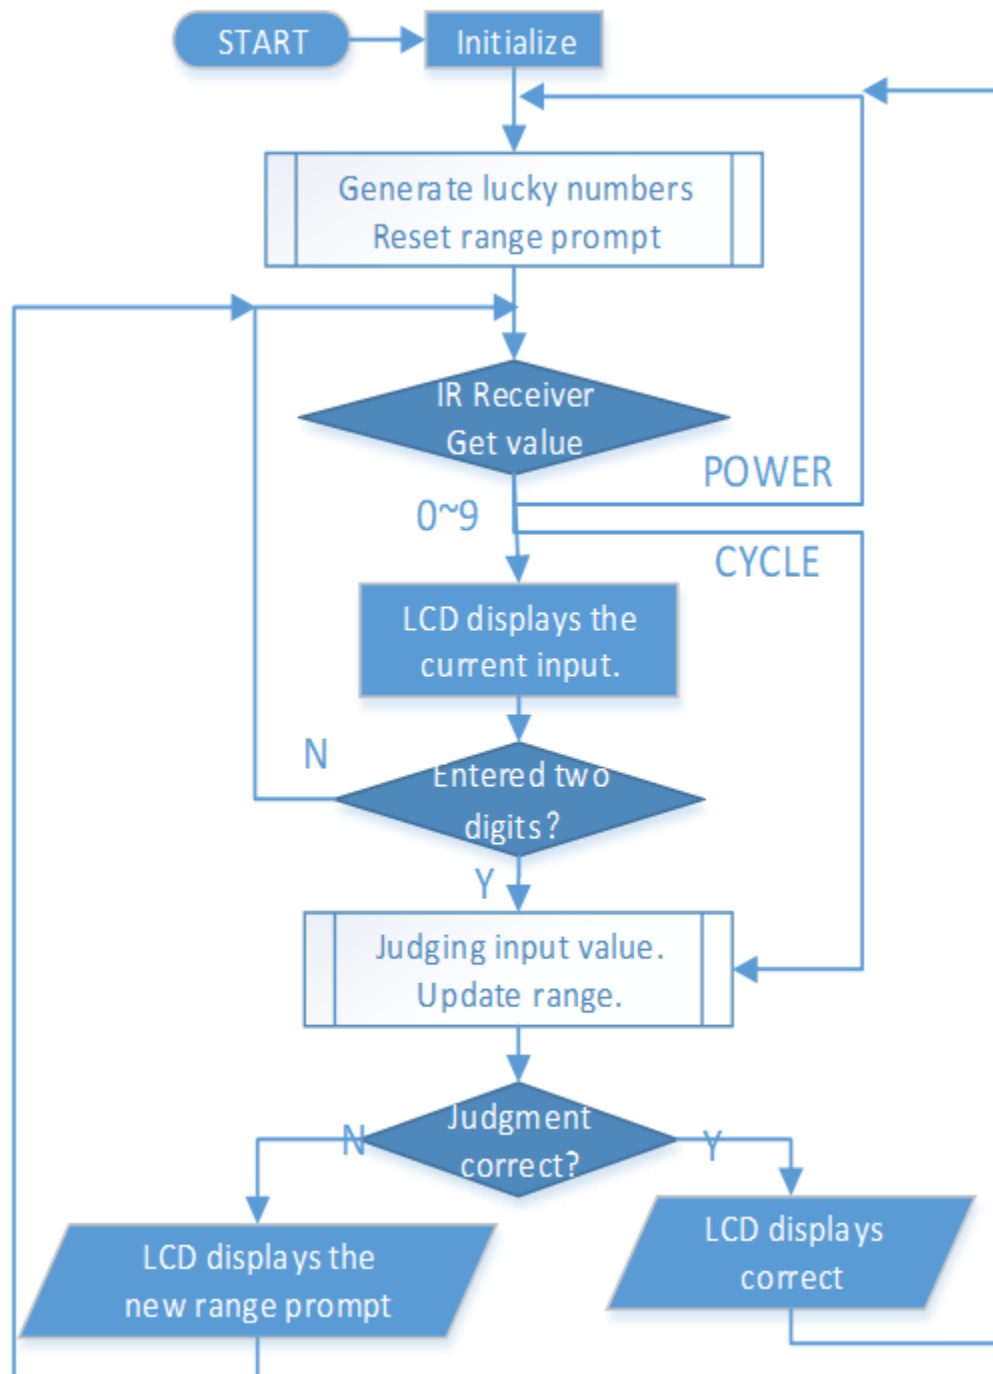 START
Initialize
Generate lucky numbers
Reset range prompt
IR Receiver
Get value
POWER
0~9
CYCLE
LCD displays the
current input.
N
Entered two
digits?
Y
Judging input value.
Update range.
Judgment
correct?
N
Y
LCD displays the
new range prompt
LCD displays
correct